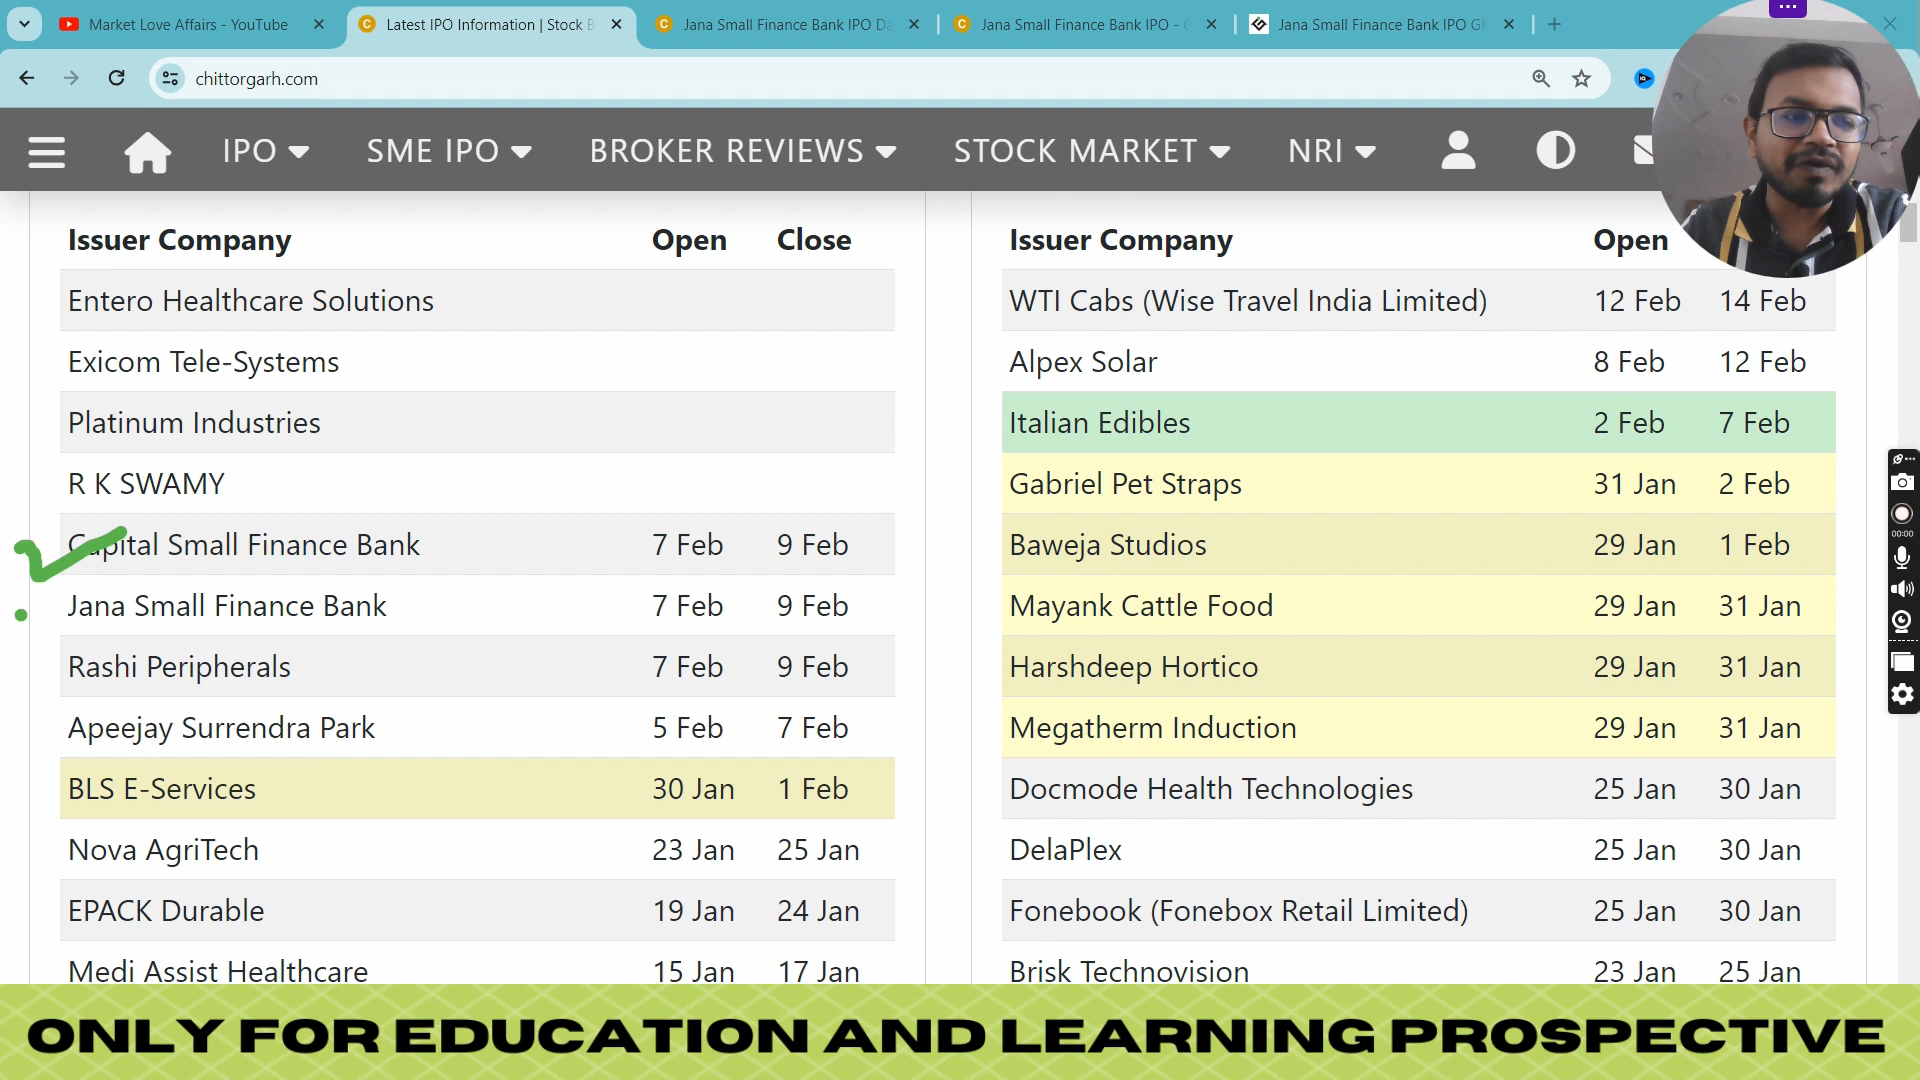 Market Love Affairs - YouTube
Latest IPO Information | Stock B
Jana Small Finance Bank IPO Da
Jana Small Finance Bank IPO -
Jana Small Finance Bank IPO GM
chittorgarh.com
IPO SME IPO BROKER REVIEWS STOCK MARKET NRI
Issuer Company Open Close
Entero Healthcare Solutions
Exicom Tele-Systems
Platinum Industries
R K SWAMY
Capital Small Finance Bank 7 Feb 9 Feb
Jana Small Finance Bank 7 Feb 9 Feb
Rashi Peripherals 7 Feb 9 Feb
Apeejay Surrendra Park 5 Feb 7 Feb
BLS E-Services 30 Jan 1 Feb
Nova AgriTech 23 Jan 25 Jan
EPACK Durable 19 Jan 24 Jan
Medi Assist Healthcare 15 Jan 17 Jan
Issuer Company Open
WTI Cabs (Wise Travel India Limited) 12 Feb 14 Feb
Alpex Solar 8 Feb 12 Feb
Italian Edibles 2 Feb 7 Feb
Gabriel Pet Straps 31 Jan 2 Feb
Baweja Studios 29 Jan 1 Feb
Mayank Cattle Food 29 Jan 31 Jan
Harshdeep Hortico 29 Jan 31 Jan
Megatherm Induction 29 Jan 31 Jan
Docmode Health Technologies 25 Jan 30 Jan
DelaPlex 25 Jan 30 Jan
Fonebook (Fonebox Retail Limited) 25 Jan 30 Jan
Brisk Technovision 23 Jan 25 Jan
00:00
ONLY FOR EDUCATION AND LEARNING PROSPECTIVE